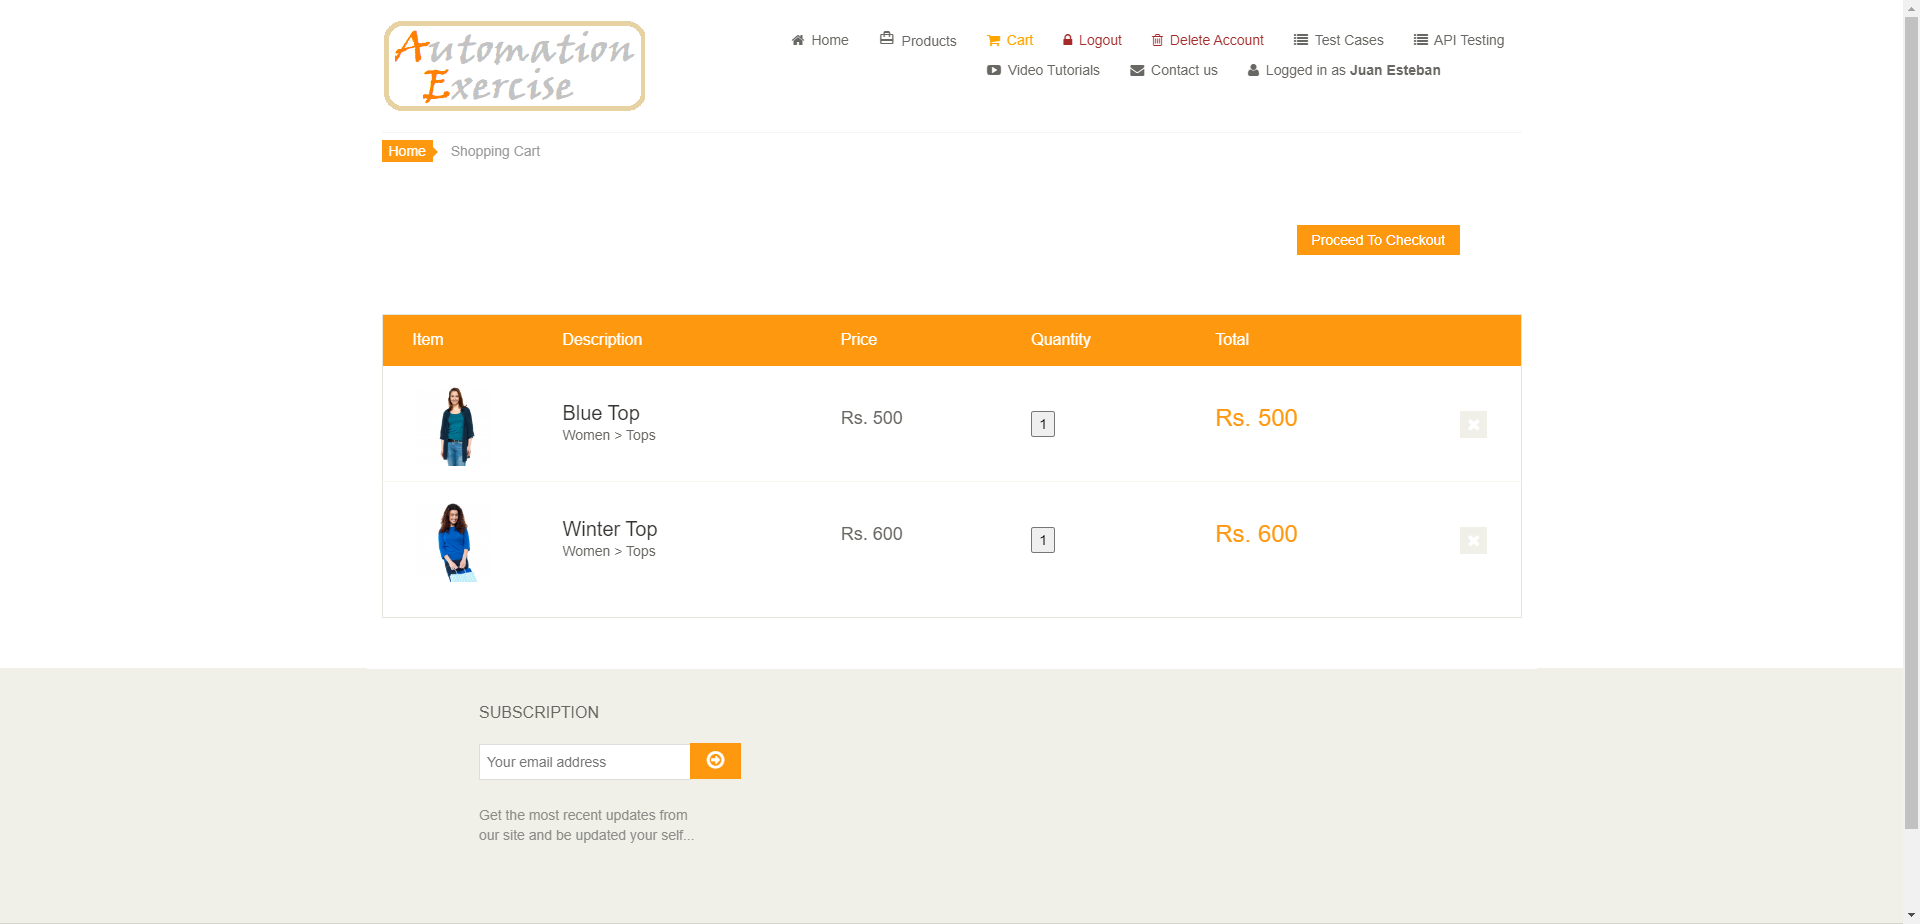 Automation
Exercise
Home
Products
Cart
Logout
Delete Account
Test Cases
API Testing
Video Tutorials
Contact us
Logged in as Juan Esteban
Home
Shopping Cart
Proceed To Checkout
Item Description Price Quantity Total
Blue Top
Women > Tops
Rs. 500
1
Rs. 500
Winter Top
Women > Tops
Rs. 600
1
Rs. 600
SUBSCRIPTION
Your email address
Get the most recent updates from
our site and be updated your self...